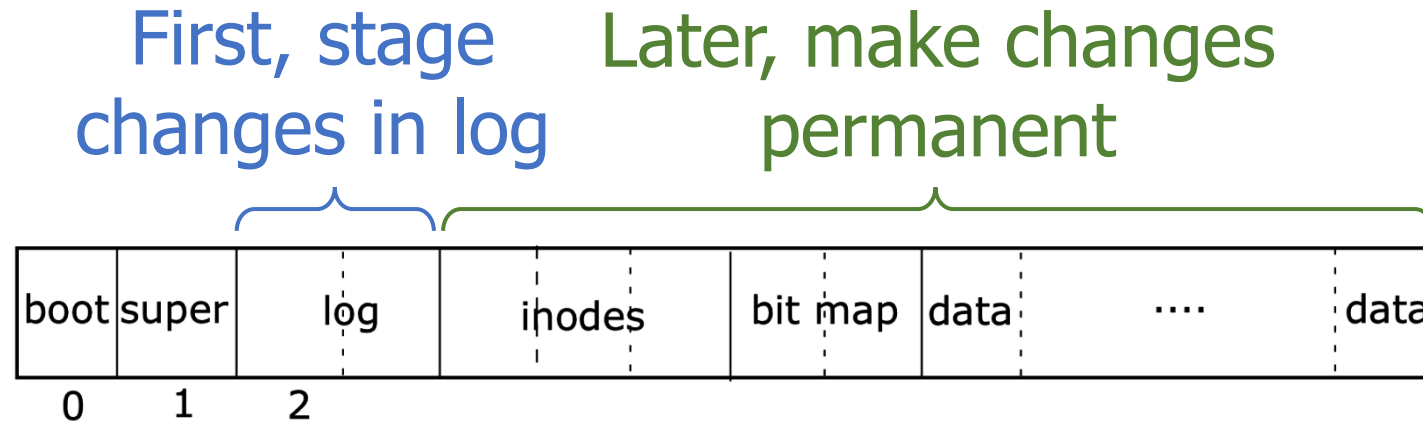 First, stage
changes in log
Later, make changes
permanent
boot super log inodes bit map data .... data
0 1 2